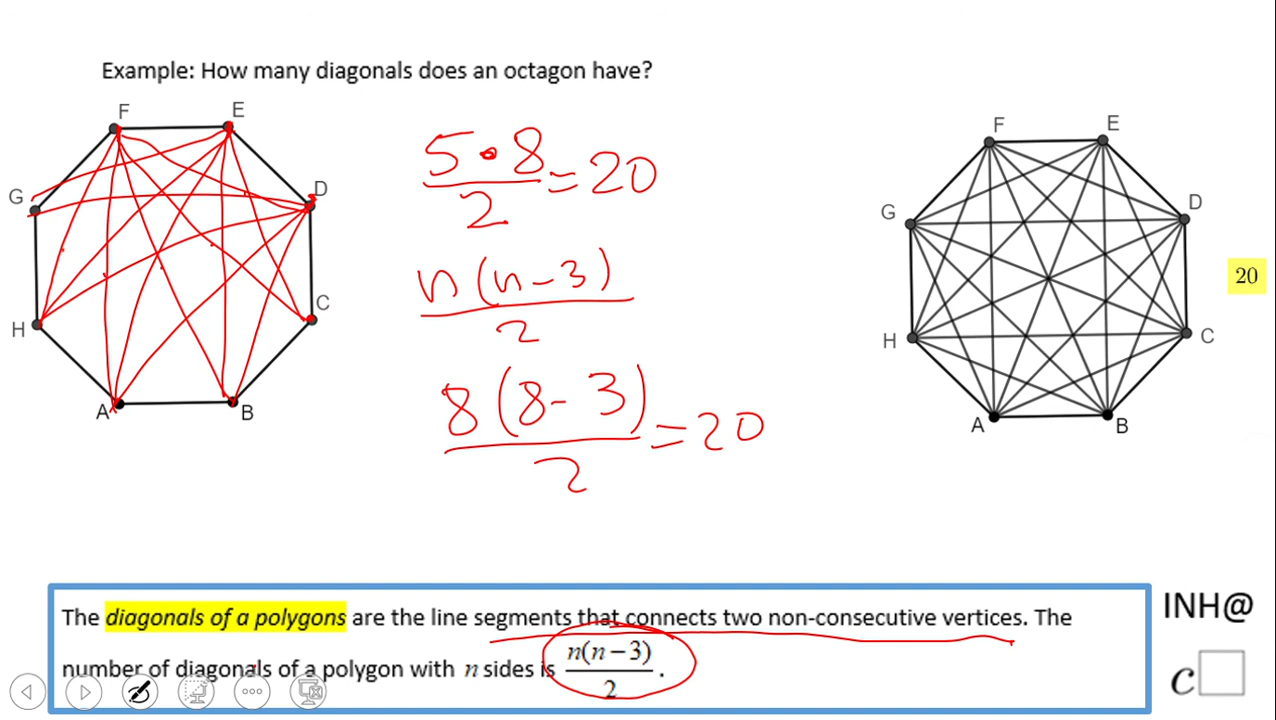 Example: How many diagonals does an octagon have?
F E
G D
H C
A B
5 • 8 / 2 = 20
n(n-3) / 2
8(8-3) / 2 = 20
F E
G D
H C
A B
20
The diagonals of a polygons are the line segments that connects two non-consecutive vertices. The
number of diagonals of a polygon with n sides is n(n-3)/2.
INH@
c